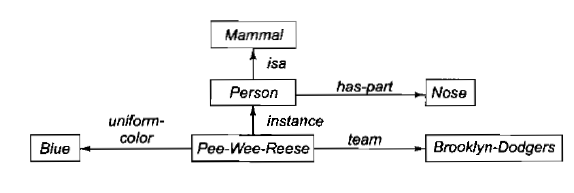 Mammal
isa
Person
has-part
Nose
uniform-
color
instance
team
Blue
Pee-Wee-Reese
Brooklyn-Dodgers